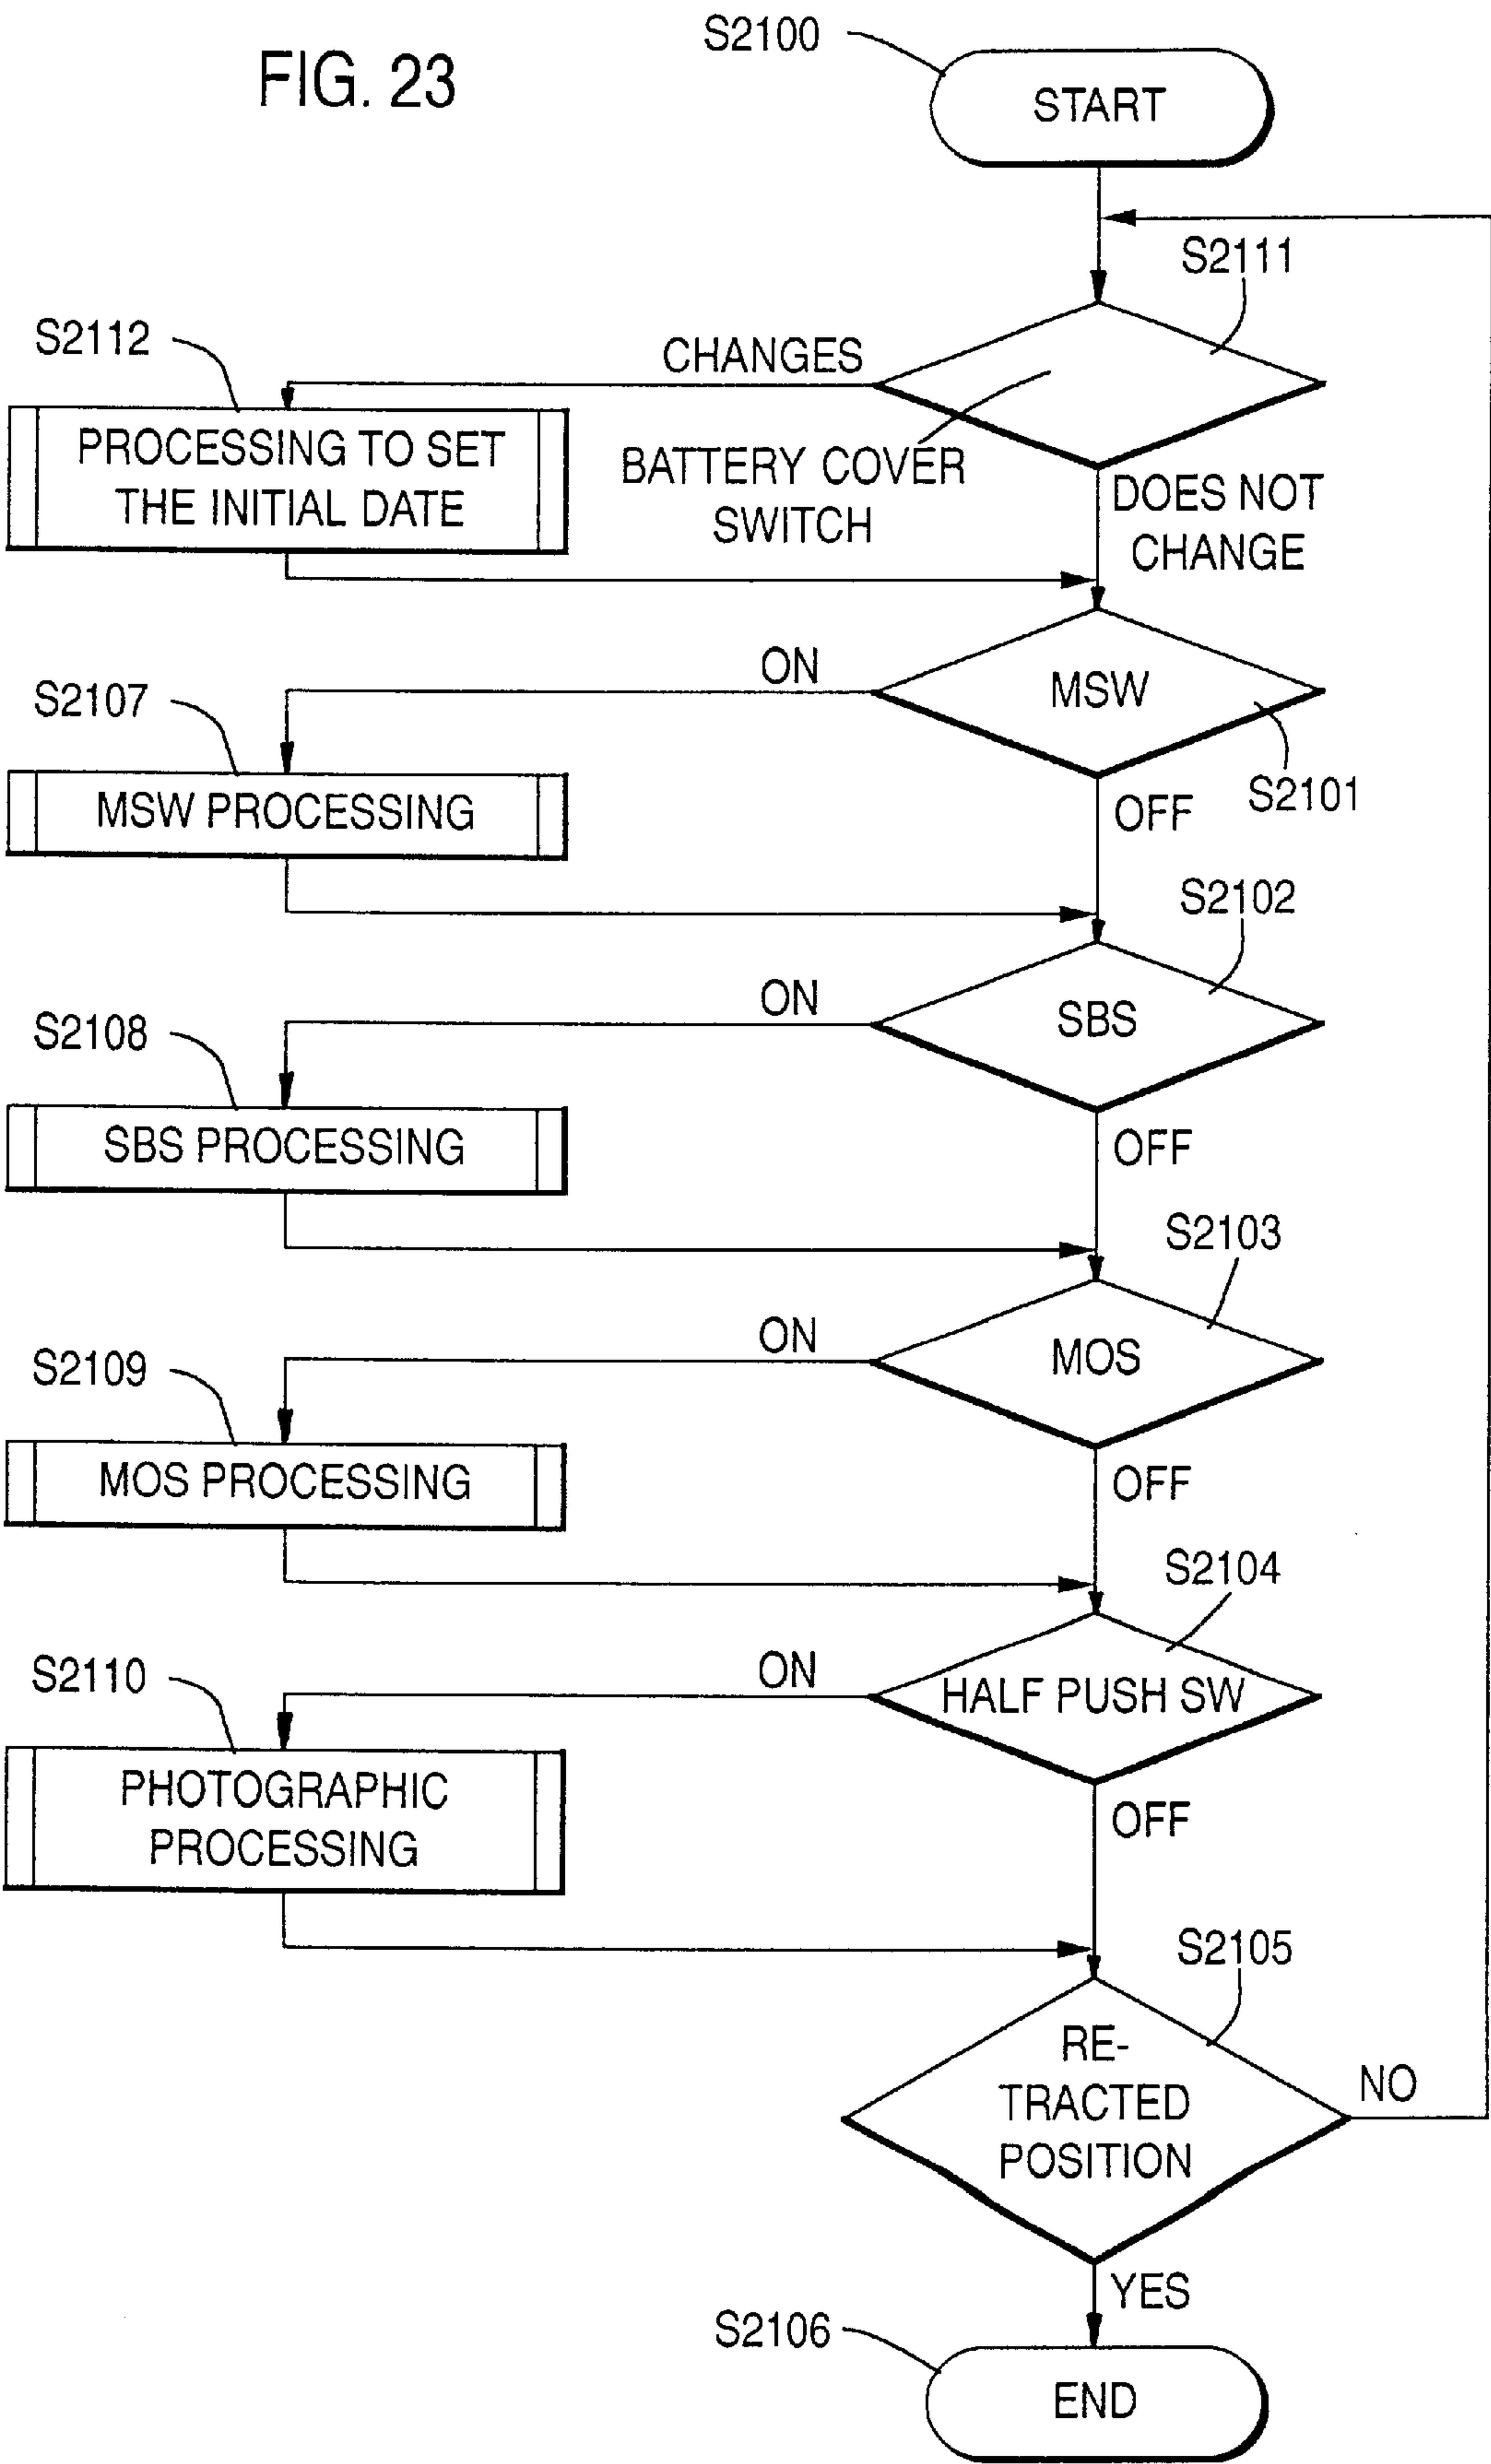 FIG. 23
S2100
START
S2111
S2112
CHANGES
PROCESSING TO SET
THE INITIAL DATE
BATTERY COVER
SWITCH
DOES NOT
CHANGE
ON
MSW
S2107
S2101
MSW PROCESSING
OFF
S2102
ON
SBS
S2108
SBS PROCESSING
OFF
S2103
ON
MOS
S2109
MOS PROCESSING
OFF
S2104
ON
HALF PUSH SW
S2110
PHOTOGRAPHIC
PROCESSING
OFF
S2105
RE-
TRACTED
POSITION
NO
YES
S2106
END